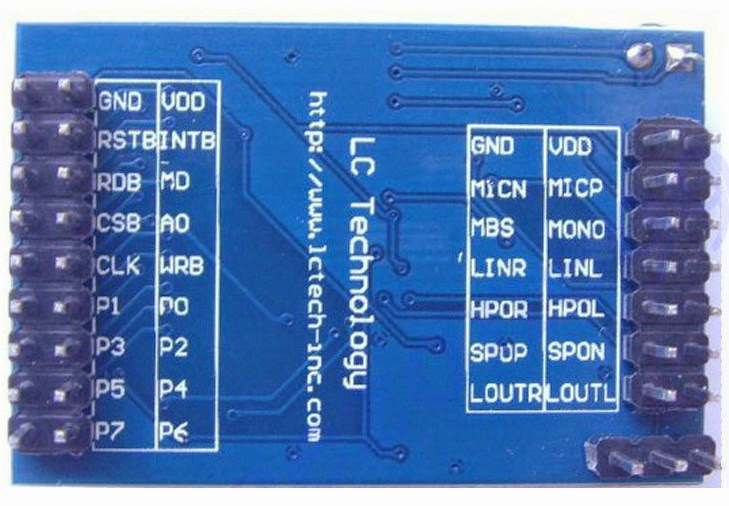 GND VDD
RSTB INTB
RDB MD
CSB A0
CLK WRB
P1 P0
P3 P2
P5 P4
P7 P6
LC Technology
http://www.lctech-inc.com
GND VDD
MICN MICP
MBS MONO
LINR LINL
HPOR HPOL
SPOP SPON
LOUTR LOUTL